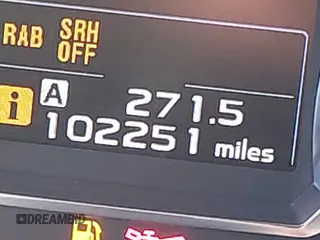 RAB SRH
OFF
i A 271.5
102251 miles
DREAMBID